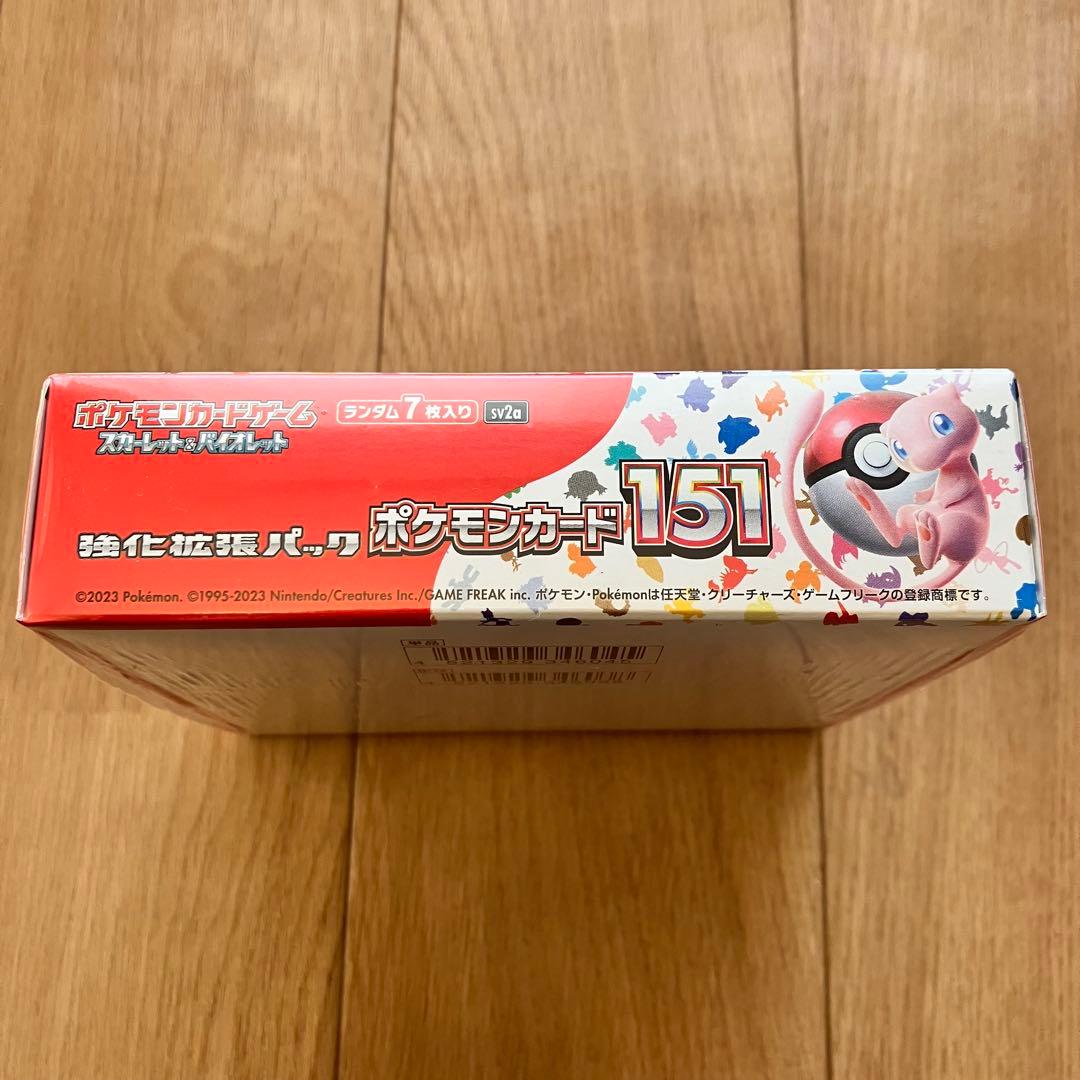 ポケモンカードゲーム
スカーレット&バイオレット
ランダム7枚入り
sv2a
強化拡張パック
ポケモンカード151
©2023 Pokémon. ©1995-2023 Nintendo/Creatures Inc./GAME FREAK inc. ポケモン・Pokémonは任天堂・クリーチャーズ・ゲームフリークの登録商標です。
単品